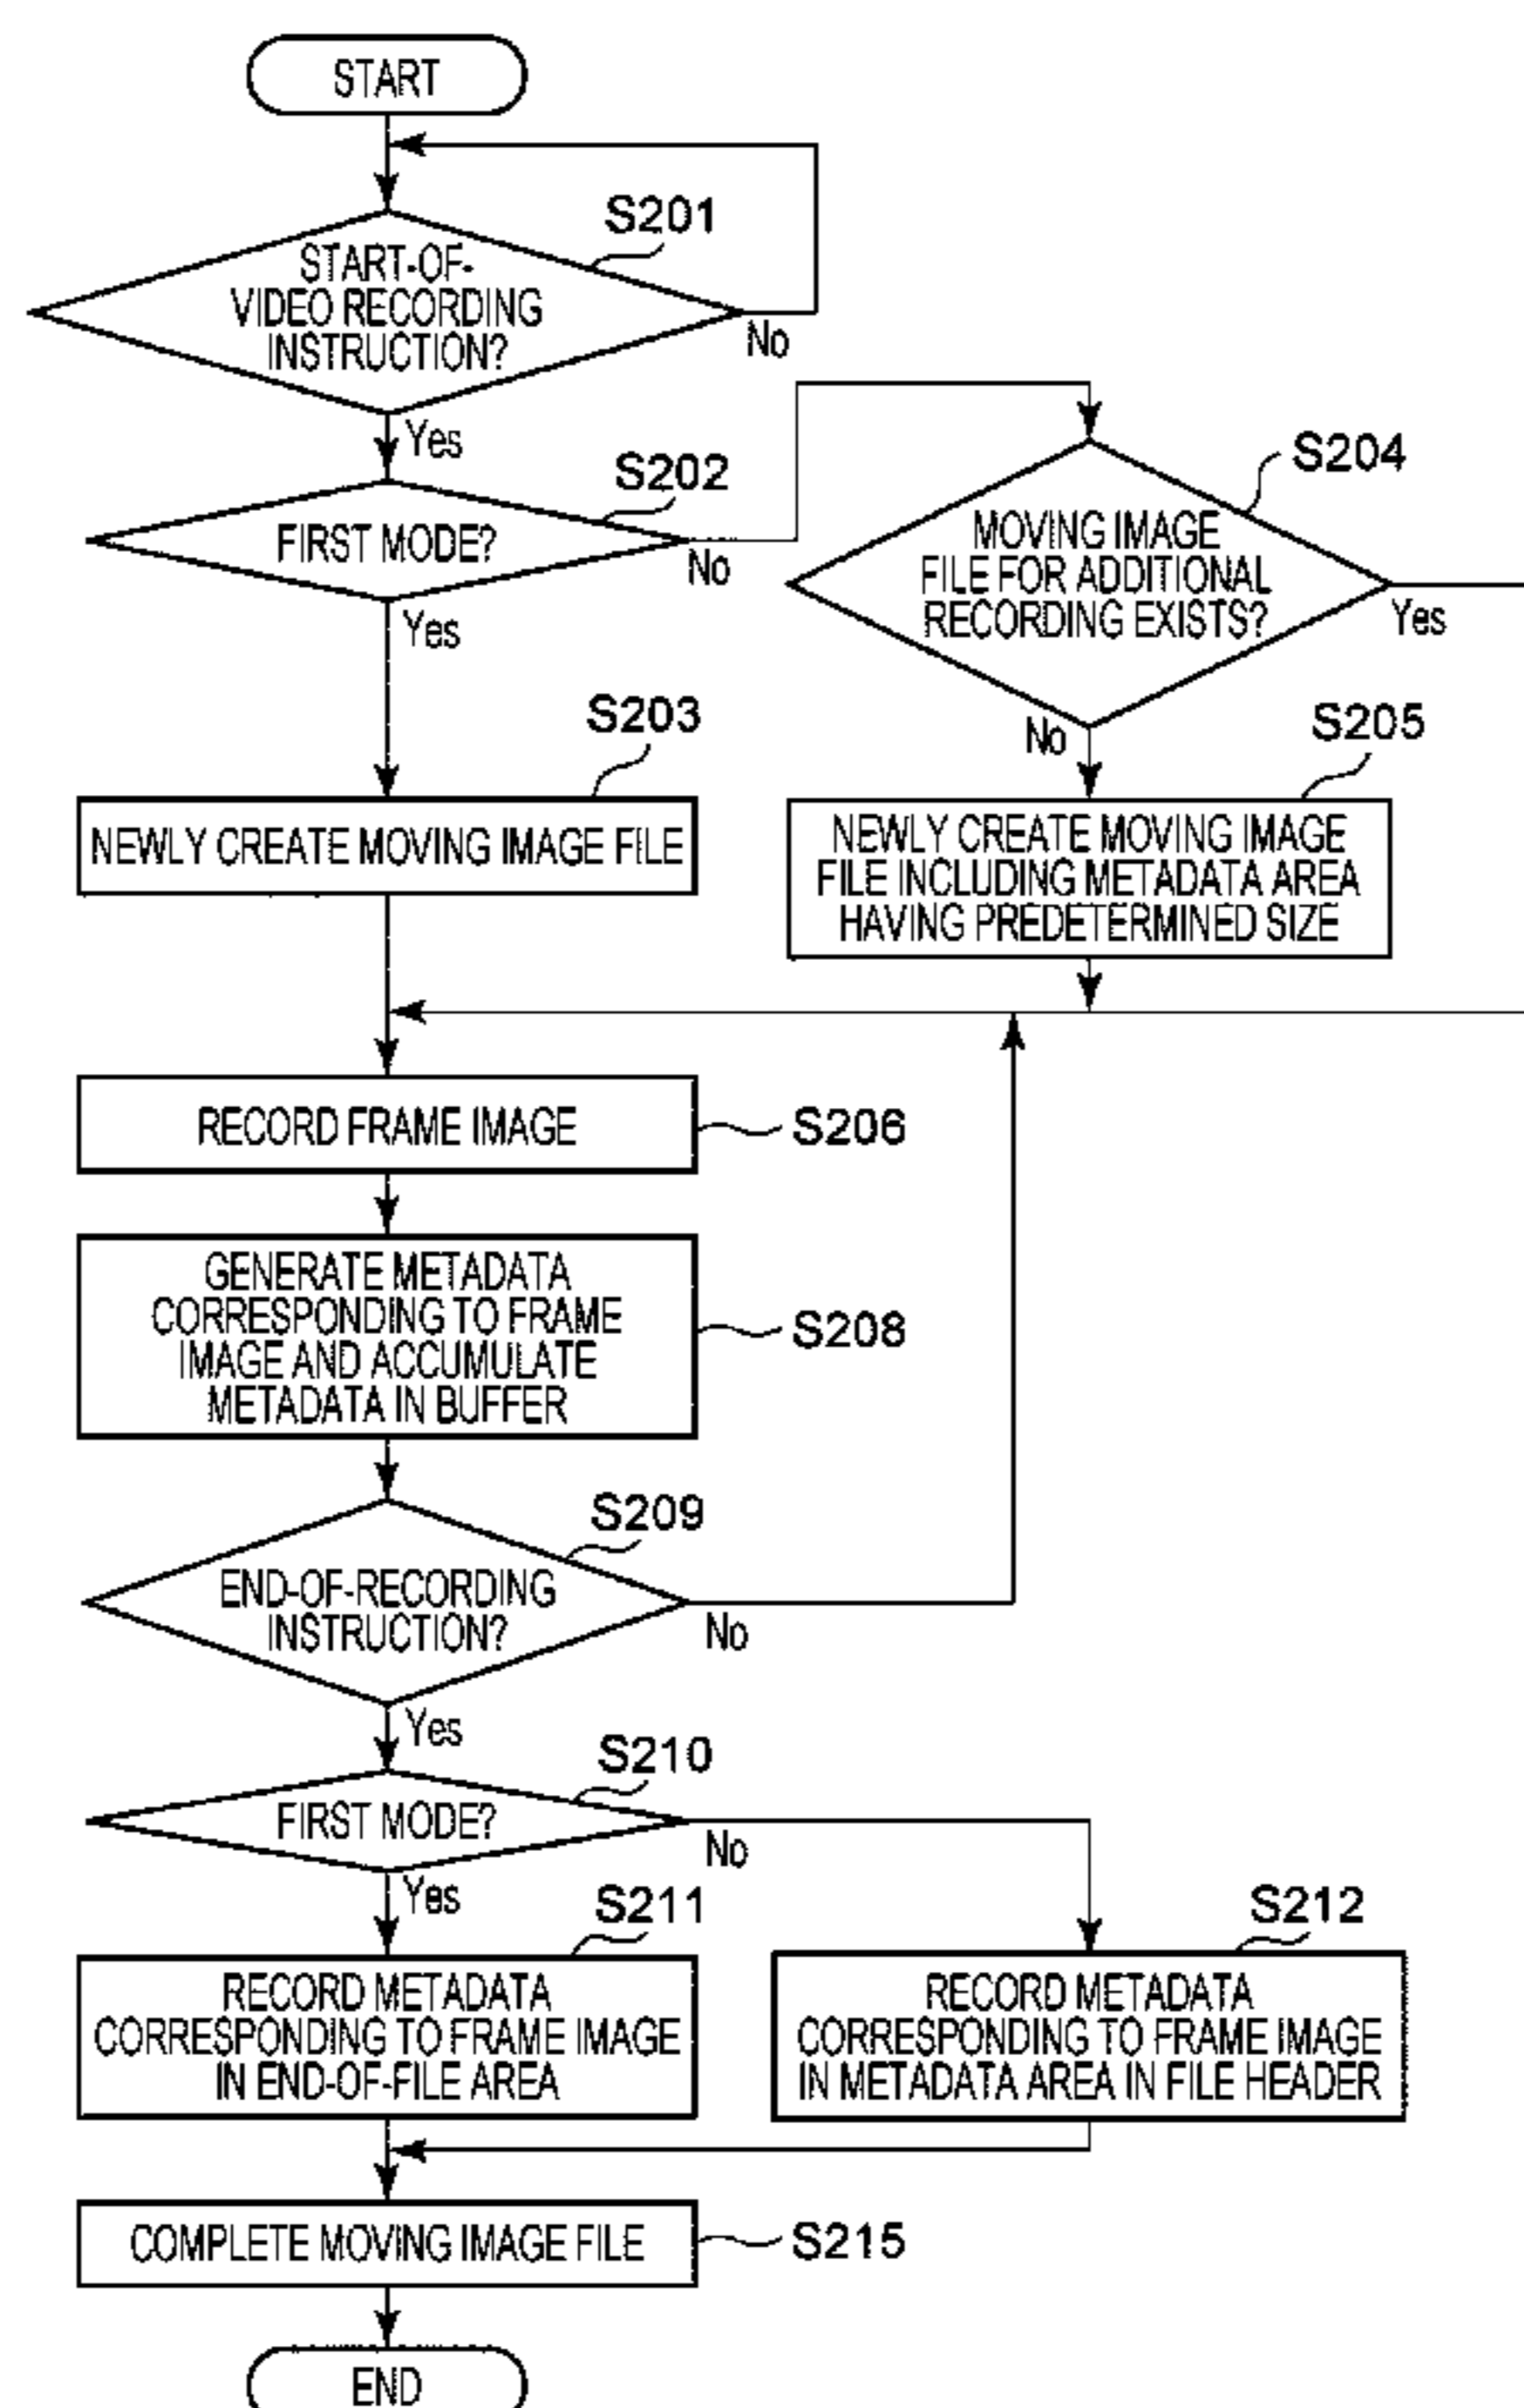 START
S201
START-OF-
VIDEO RECORDING
INSTRUCTION?
No
Yes
S202
FIRST MODE?
No
Yes
S204
MOVING IMAGE
FILE FOR ADDITIONAL
RECORDING EXISTS?
Yes
No
S203
NEWLY CREATE MOVING IMAGE FILE
S205
NEWLY CREATE MOVING IMAGE
FILE INCLUDING METADATA AREA
HAVING PREDETERMINED SIZE
RECORD FRAME IMAGE
S206
GENERATE METADATA
CORRESPONDING TO FRAME
IMAGE AND ACCUMULATE
METADATA IN BUFFER
S208
S209
END-OF-RECORDING
INSTRUCTION?
No
Yes
S210
FIRST MODE?
No
Yes
S211
RECORD METADATA
CORRESPONDING TO FRAME IMAGE
IN END-OF-FILE AREA
S212
RECORD METADATA
CORRESPONDING TO FRAME IMAGE
IN METADATA AREA IN FILE HEADER
COMPLETE MOVING IMAGE FILE
S215
END